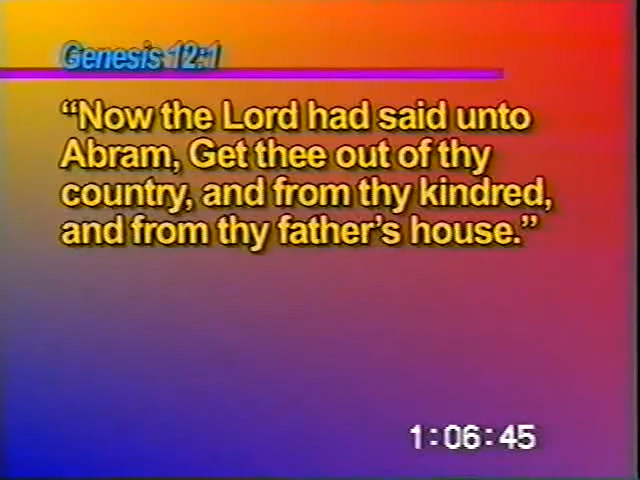 Genesis 12:1
“Now the Lord had said unto
Abram, Get thee out of thy
country, and from thy kindred,
and from thy father’s house.”
1:06:45